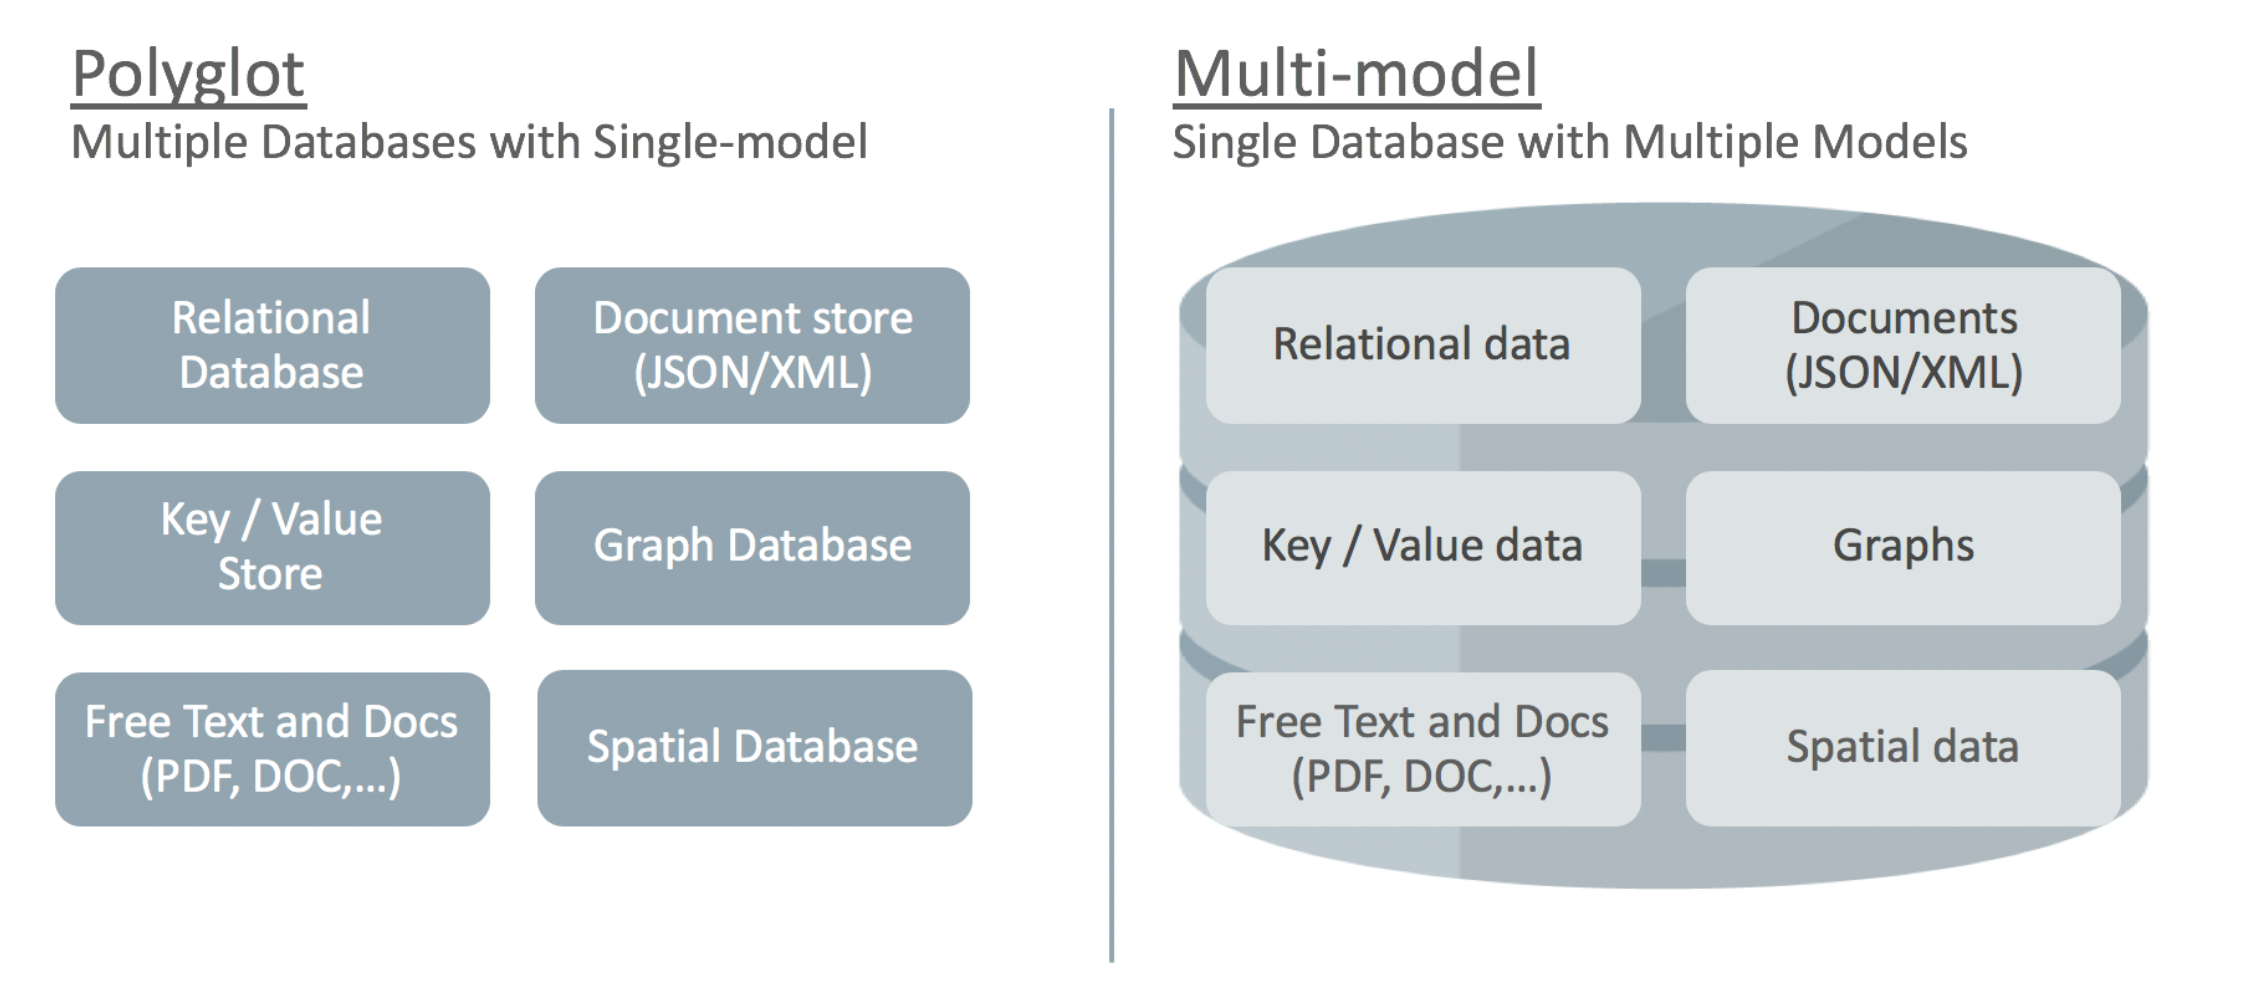 Polyglot
Multiple Databases with Single-model
Relational
Database
Document store
(JSON/XML)
Key / Value
Store
Graph Database
Free Text and Docs
(PDF, DOC,...)
Spatial Database
Multi-model
Single Database with Multiple Models
Relational data
Documents
(JSON/XML)
Key / Value data
Graphs
Free Text and Docs
(PDF, DOC,...)
Spatial data